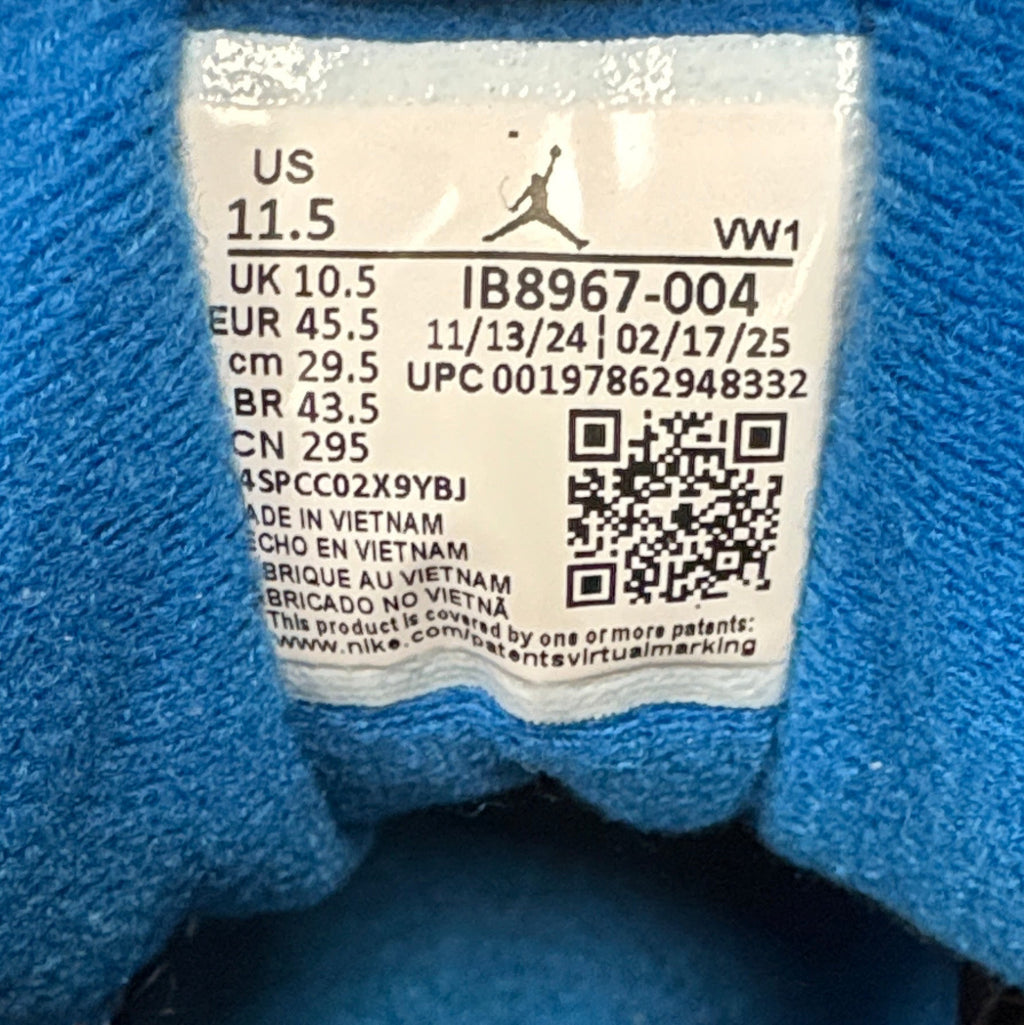 US
11.5
VW1
UK 10.5
IB8967-004
EUR 45.5
11/13/24 | 02/17/25
cm 29.5
UPC 00197862948332
BR 43.5
CN 295
4SPCC02X9YBJ
ADE IN VIETNAM
ECHO EN VIETNAM
BRIQUE AU VIETNAM
BRICADO NO VIETNÃ
This product is covered by one or more patents:
www.nike.com/patentsvirtualmarking